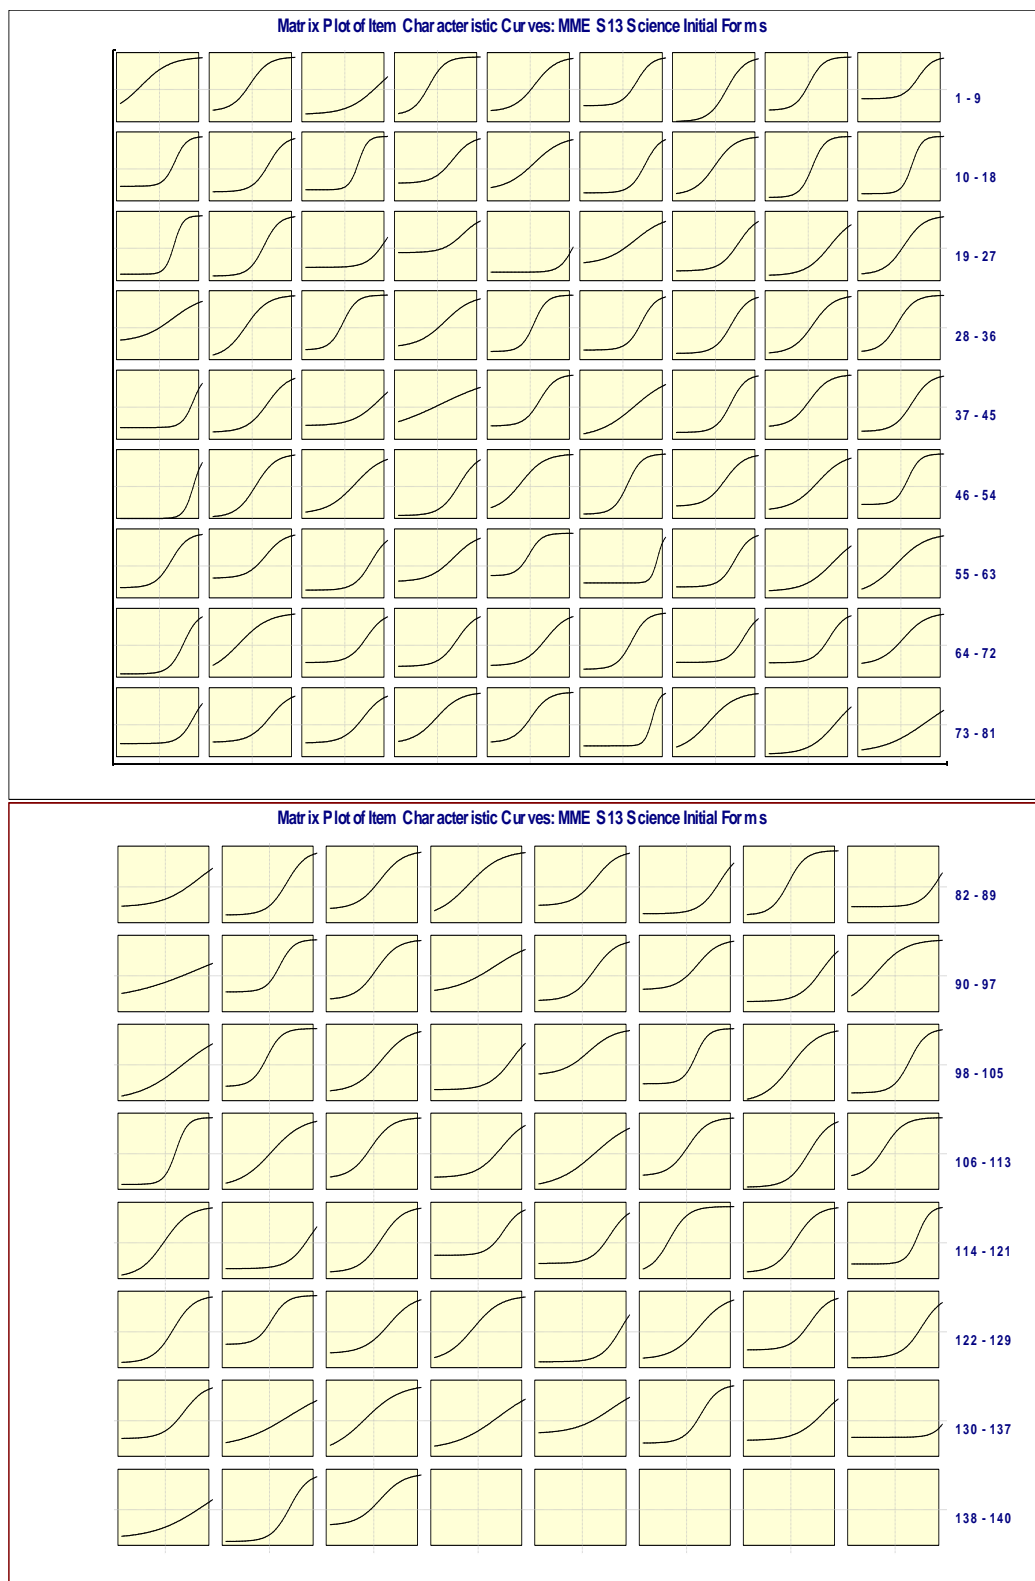 Matrix Plot of Item Characteristic Curves: MME S13 Science Initial Forms
1 - 9
10 - 18
19 - 27
28 - 36
37 - 45
46 - 54
55 - 63
64 - 72
73 - 81
Matrix Plot of Item Characteristic Curves: MME S13 Science Initial Forms
82 - 89
90 - 97
98 - 105
106 - 113
114 - 121
122 - 129
130 - 137
138 - 140